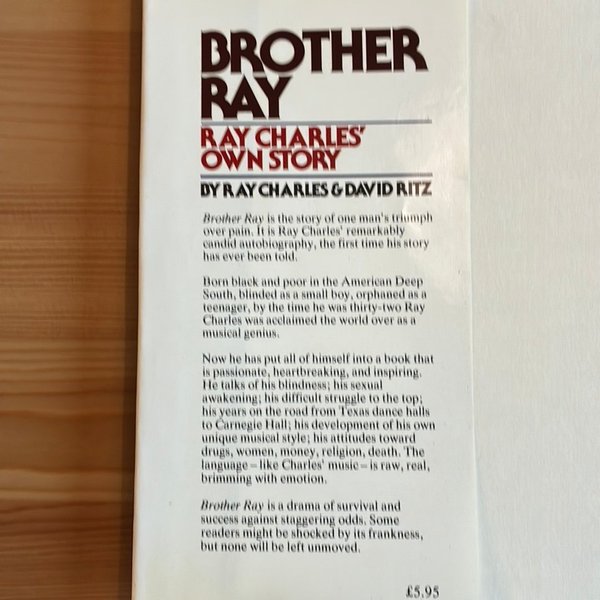 BROTHER
RAY
RAY CHARLES'
OWN STORY
BY RAY CHARLES & DAVID RITZ
Brother Ray is the story of one man's triumph
over pain. It is Ray Charles' remarkably
candid autobiography, the first time his story
has ever been told.
Born black and poor in the American Deep
South, blinded as a small boy, orphaned as a
teenager, by the time he was thirty-two Ray
Charles was acclaimed the world over as a
musical genius.
Now he has put all of himself into a book that
is passionate, heartbreaking, and inspiring.
He talks of his blindness; his sexual
awakening; his difficult struggle to the top;
his years on the road from Texas dance halls
to Carnegie Hall; his development of his own
unique musical style; his attitudes toward
drugs, women, money, religion, death. The
language – like Charles' music – is raw, real,
brimming with emotion.
Brother Ray is a drama of survival and
success against staggering odds. Some
readers might be shocked by its frankness,
but none will be left unmoved.
£5.95